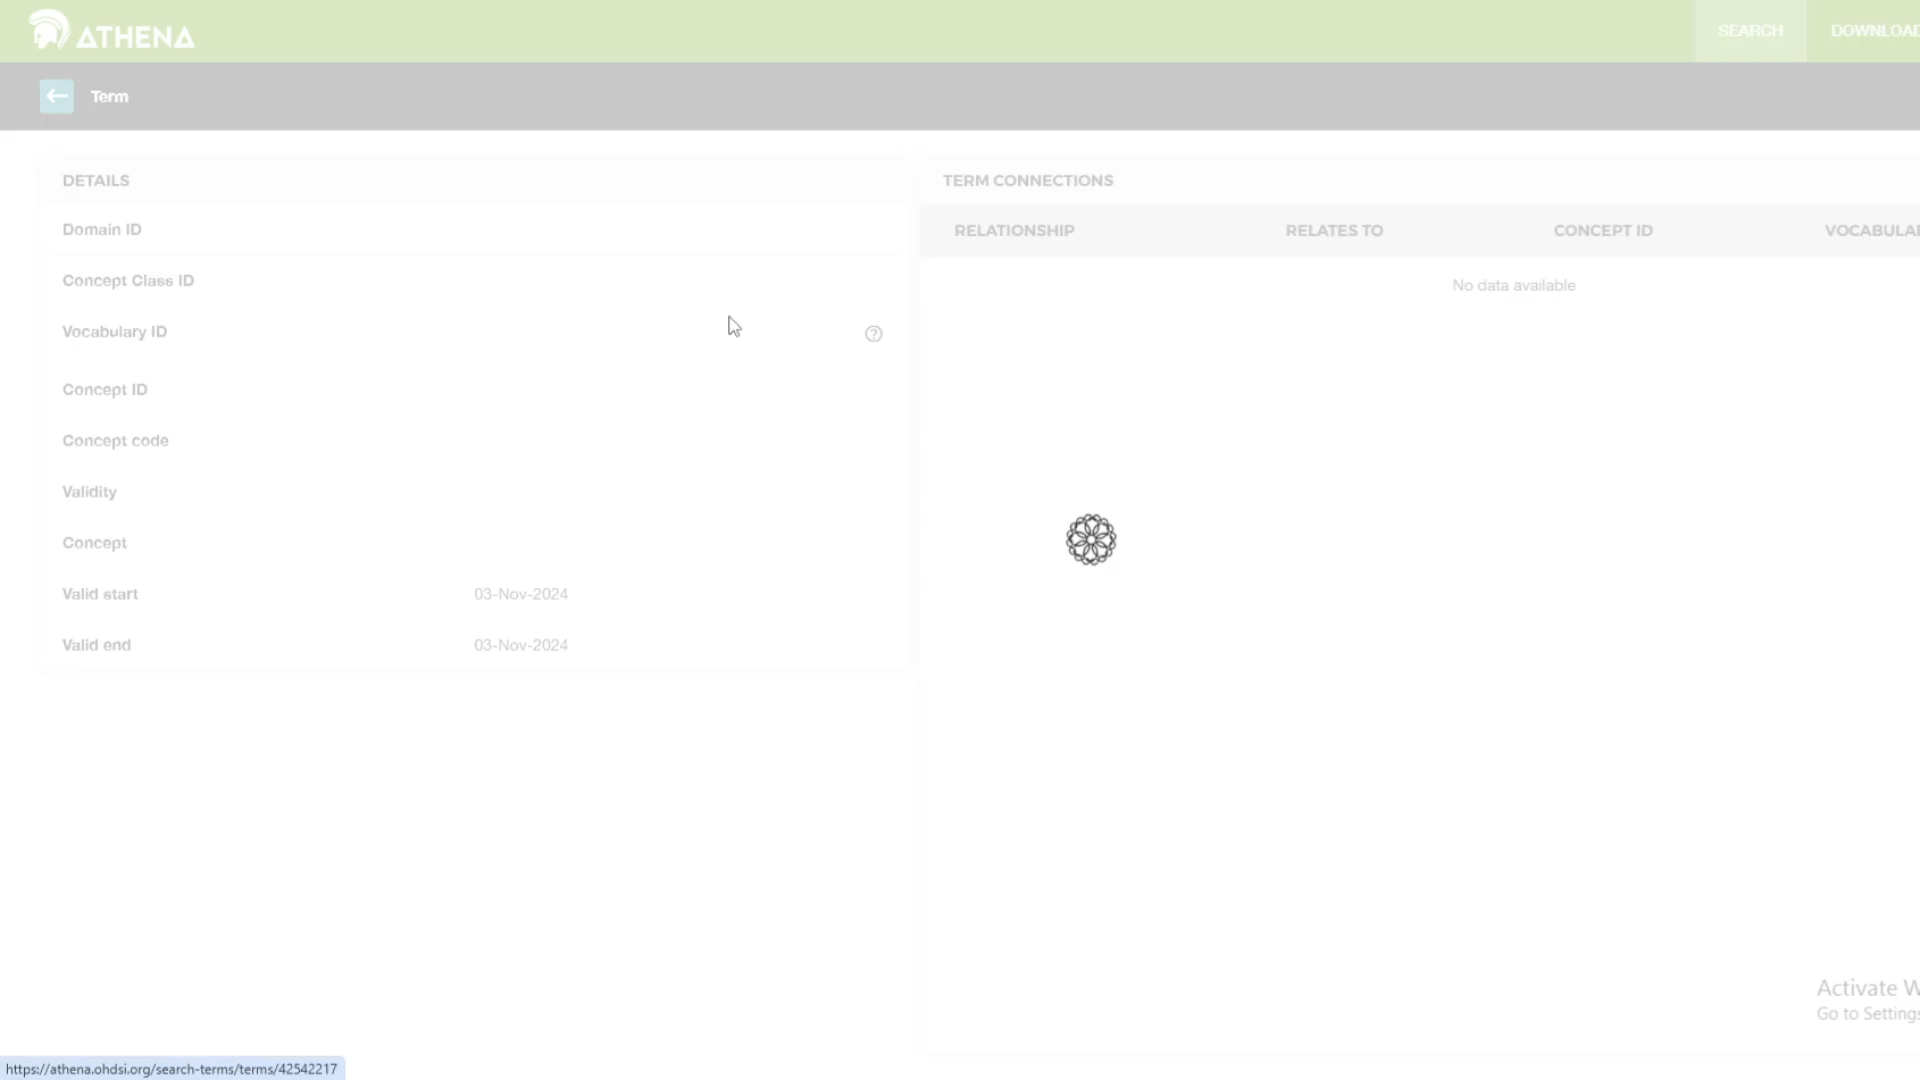 ATHENA
SEARCH
DOWNLOAD
Term
DETAILS
Domain ID
Concept Class ID
Vocabulary ID
Concept ID
Concept code
Validity
Concept
Valid start 03-Nov-2024
Valid end 03-Nov-2024
TERM CONNECTIONS
RELATIONSHIP RELATES TO CONCEPT ID VOCABULA
No data available
Activate W
Go to Settings
https://athena.ohdsi.org/search-terms/terms/42542217